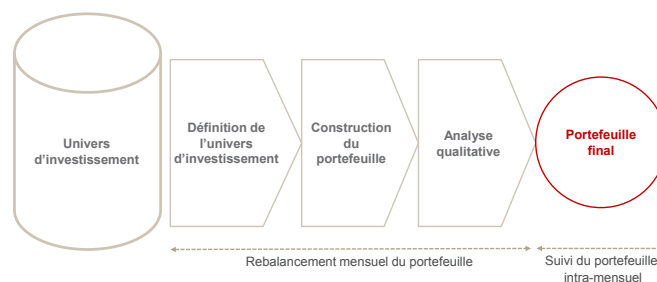 Univers
d'investissement
Définition de
l'univers
d'investissement
Construction
du
portefeuille
Analyse
qualitative
Portefeuille
final
Rebalancement mensuel du portefeuille
Suivi du portefeuille
intra-mensuel